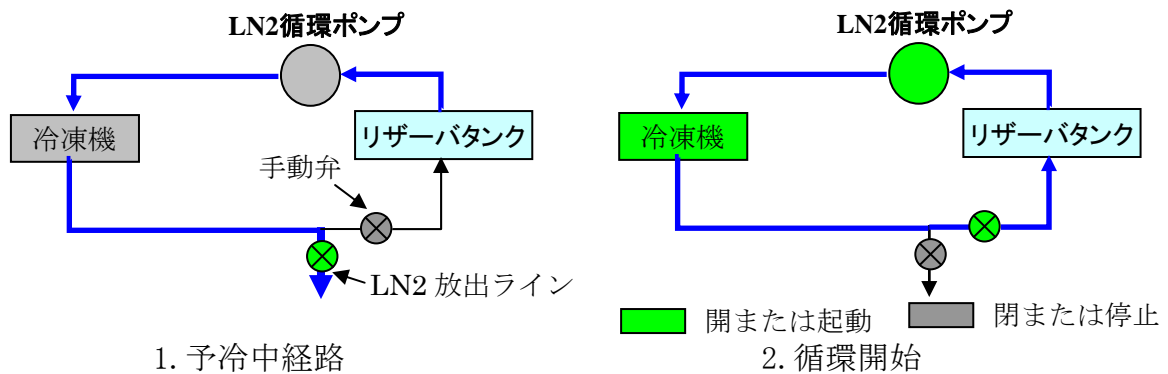 LN2循環ポンプ
冷凍機
リザーバタンク
手動弁
LN2 放出ライン
1. 予冷中経路
LN2循環ポンプ
冷凍機
リザーバタンク
開または起動
閉または停止
2. 循環開始